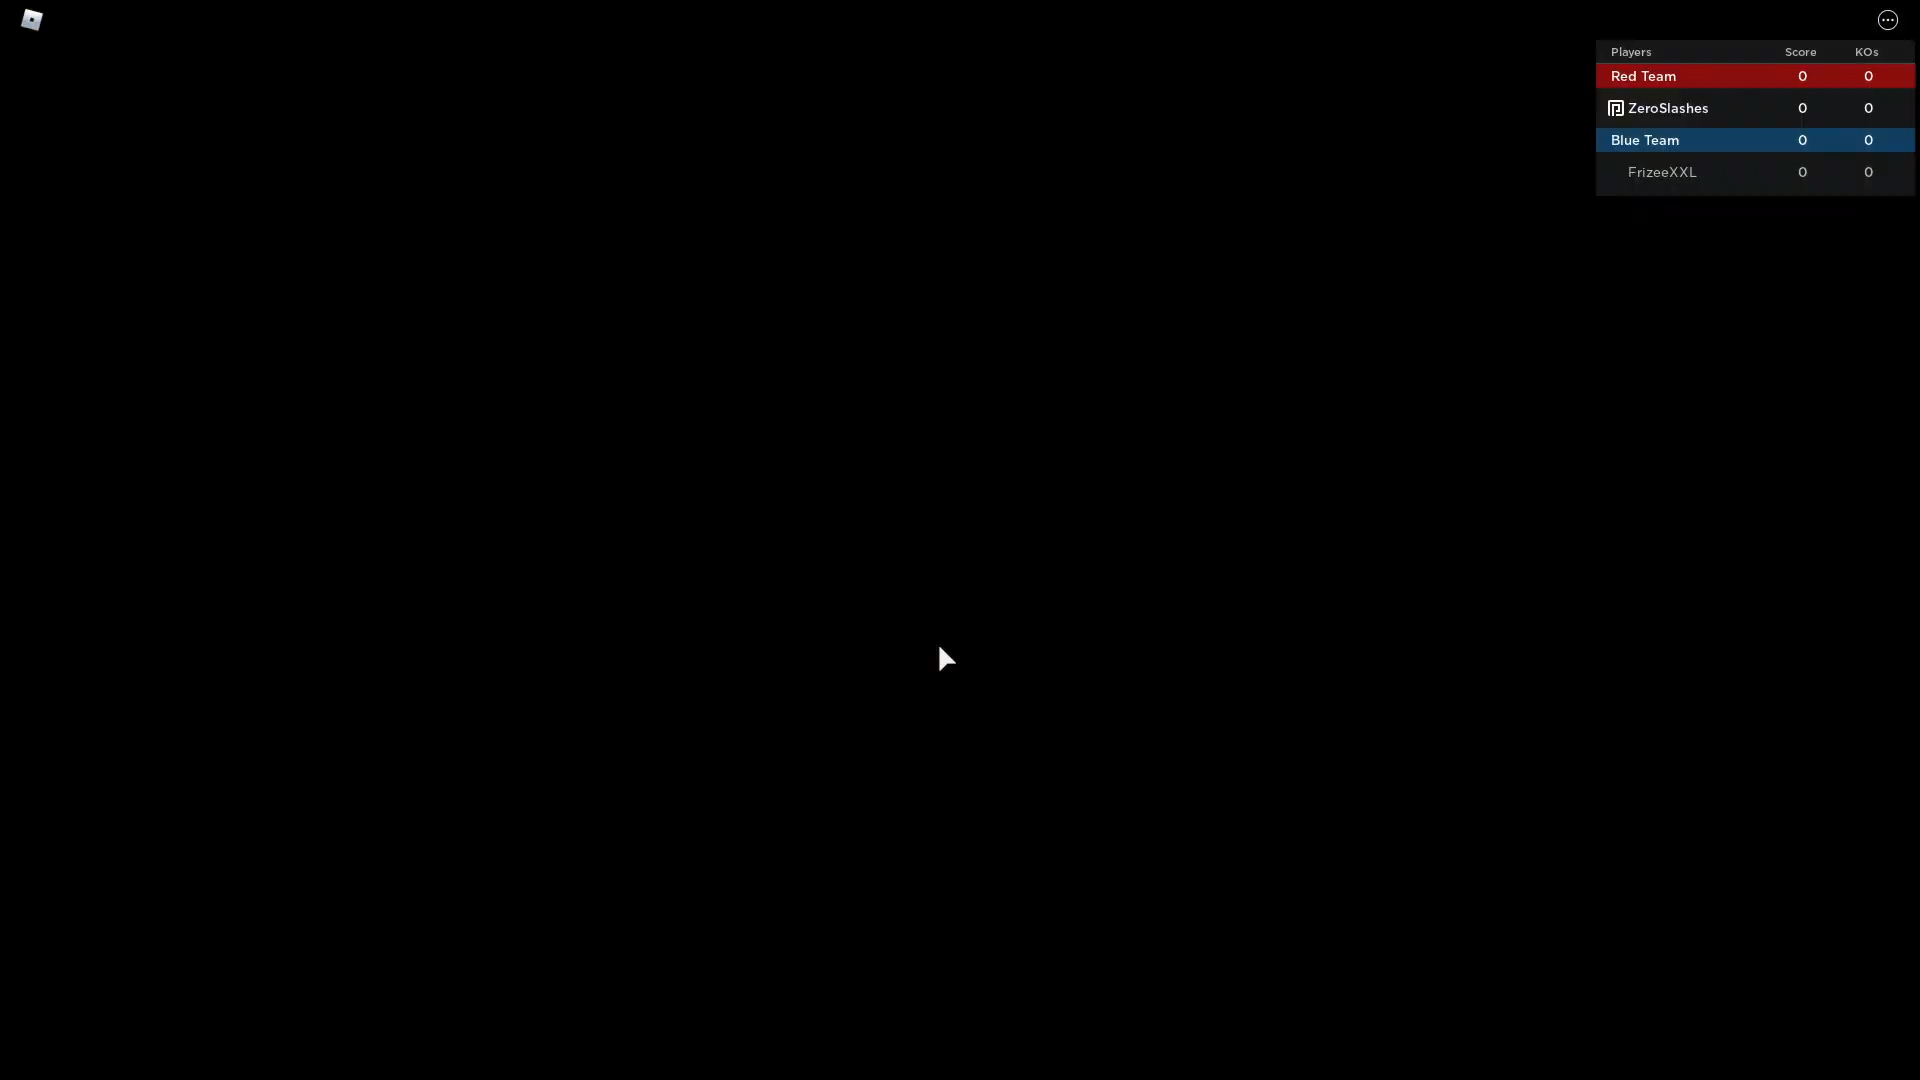 Players Score KOs
Red Team 0 0
ZeroSlashes 0 0
Blue Team 0 0
FrizeeXXL 0 0